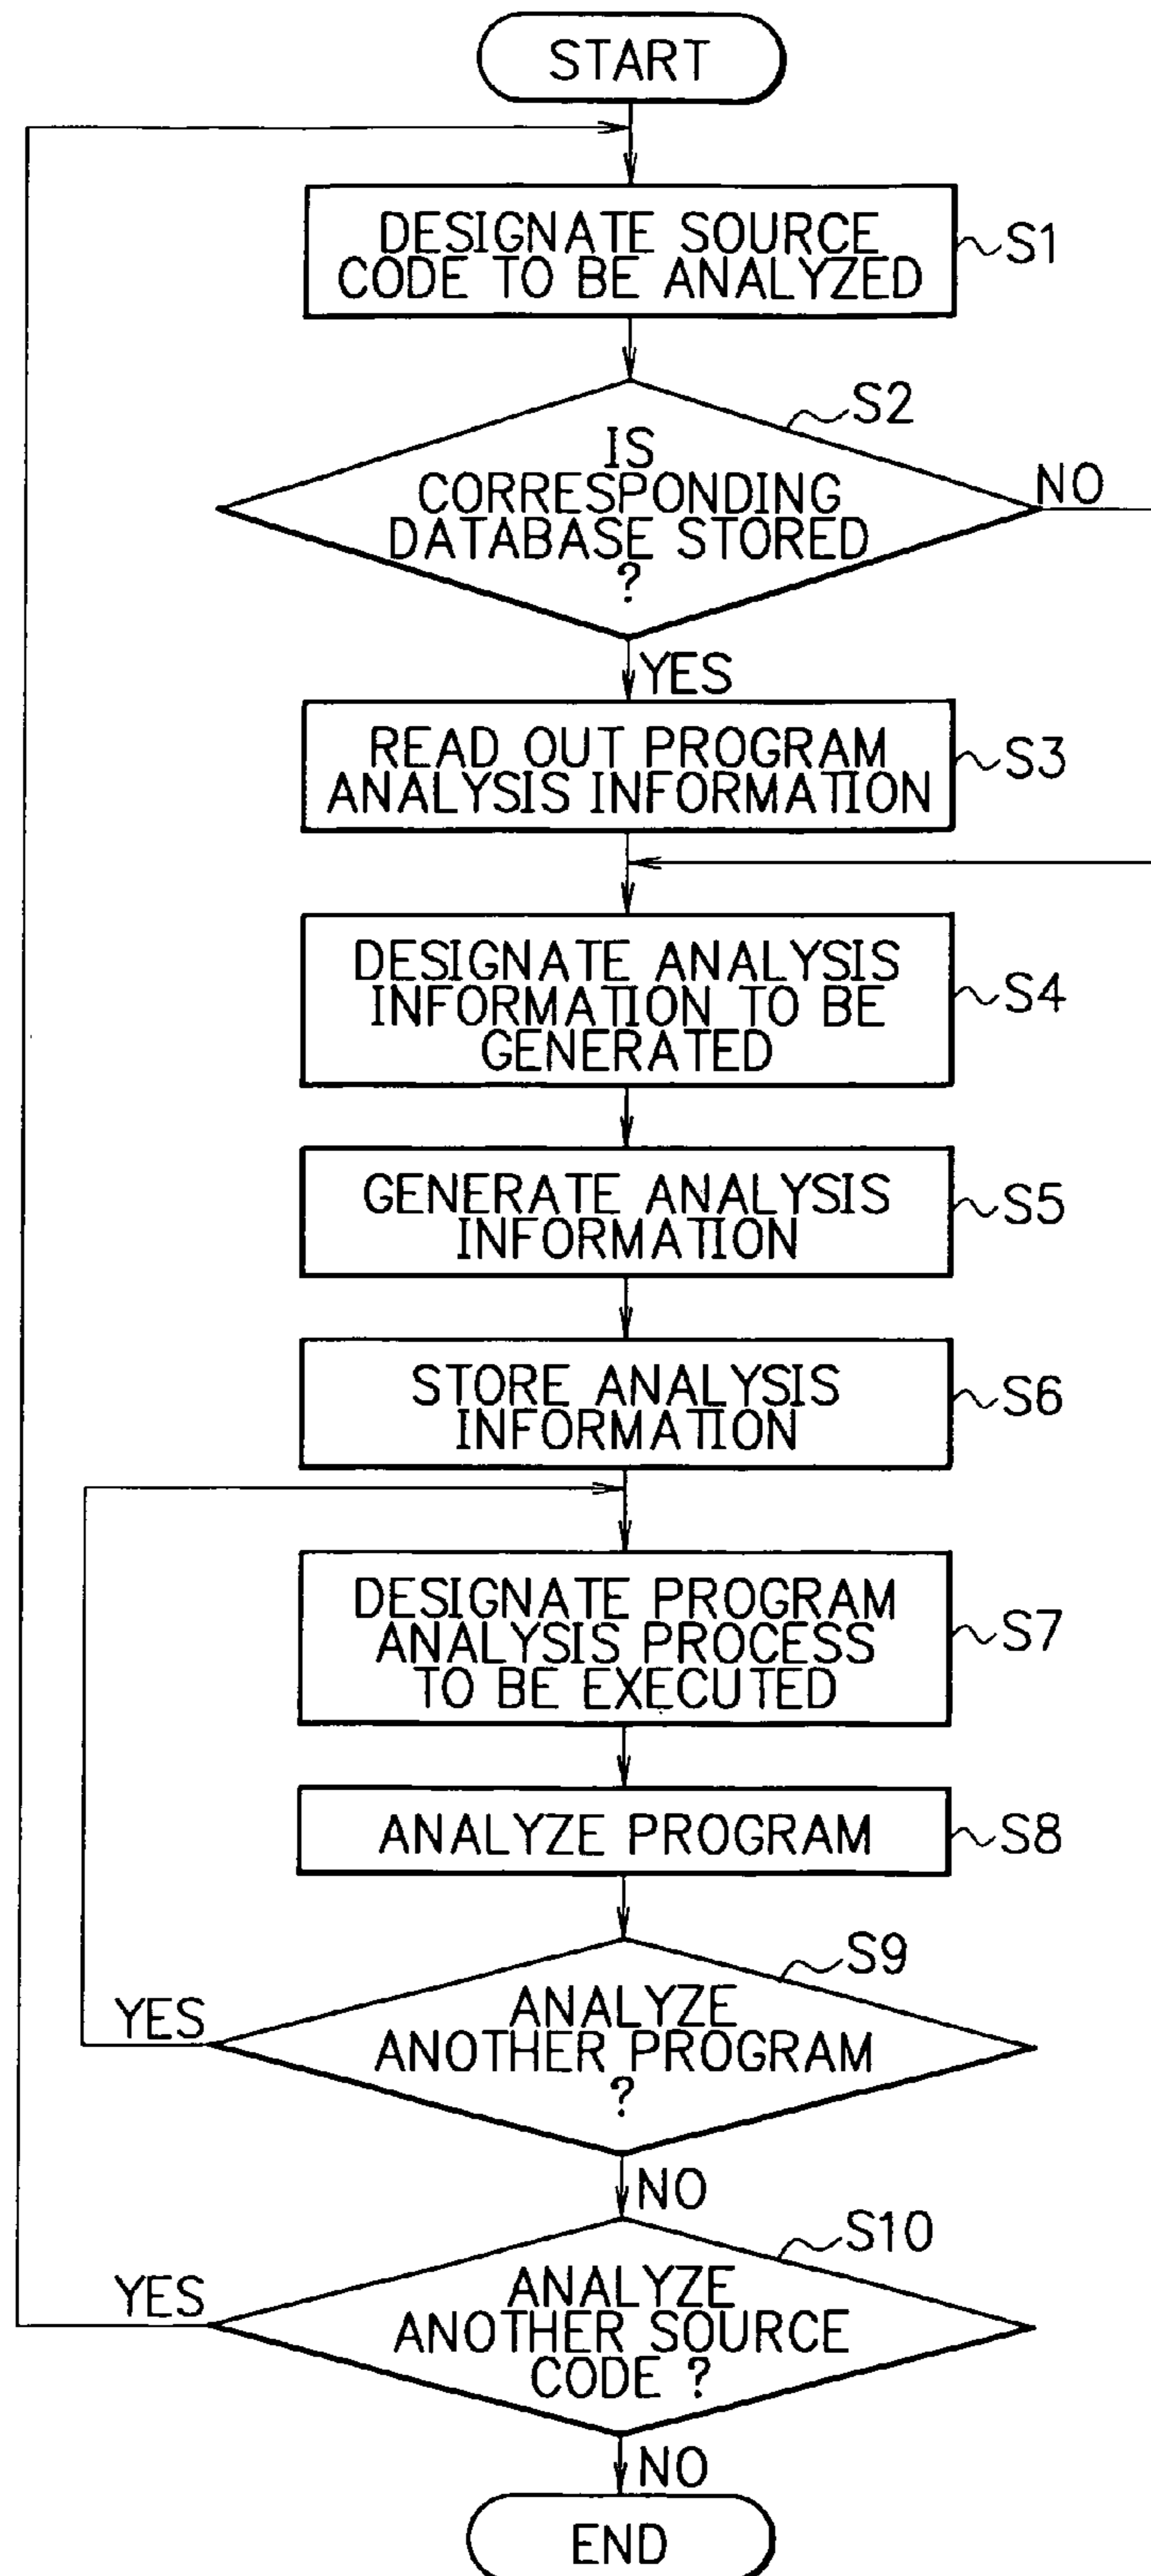 START
DESIGNATE SOURCE
CODE TO BE ANALYZED
S1
S2
IS
CORRESPONDING
DATABASE STORED
?
NO
YES
READ OUT PROGRAM
ANALYSIS INFORMATION
S3
DESIGNATE ANALYSIS
INFORMATION TO BE
GENERATED
S4
GENERATE ANALYSIS
INFORMATION
S5
STORE ANALYSIS
INFORMATION
S6
DESIGNATE PROGRAM
ANALYSIS PROCESS
TO BE EXECUTED
S7
ANALYZE PROGRAM
S8
S9
ANALYZE
ANOTHER PROGRAM
?
YES
NO
S10
ANALYZE
ANOTHER SOURCE
CODE ?
YES
NO
END